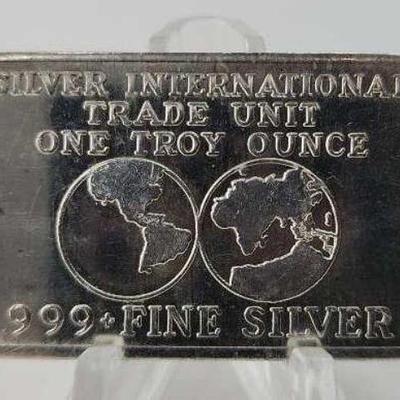 SILVER INTERNATIONAL
TRADE UNIT
ONE TROY OUNCE
999+ FINE SILVER